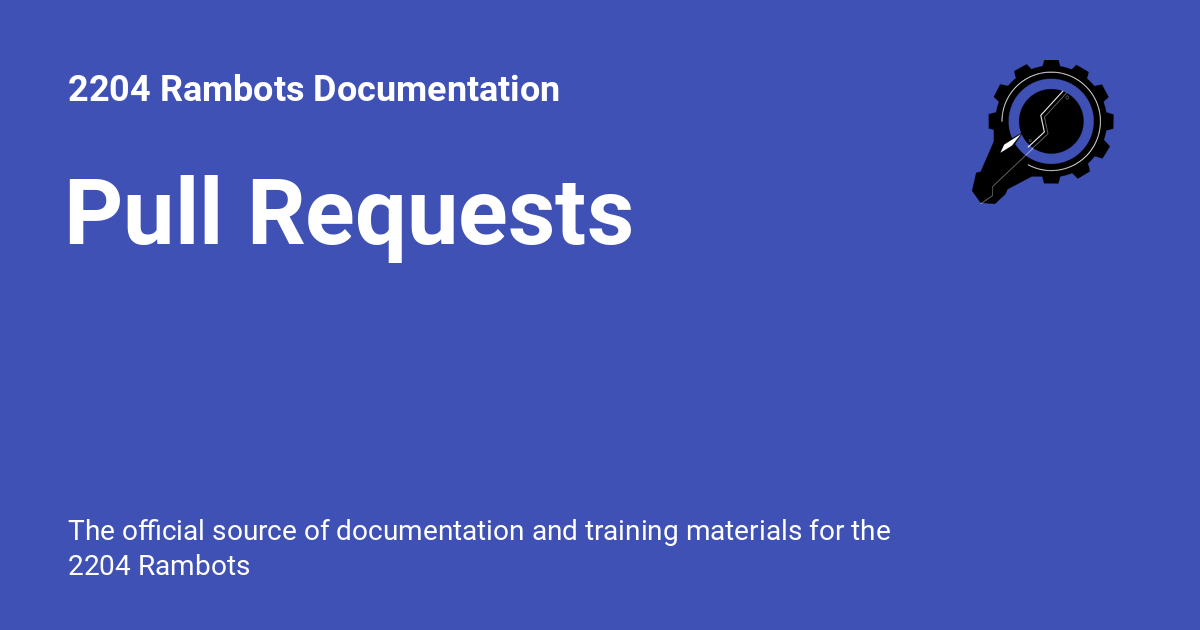 2204 Rambots Documentation
Pull Requests
The official source of documentation and training materials for the
2204 Rambots